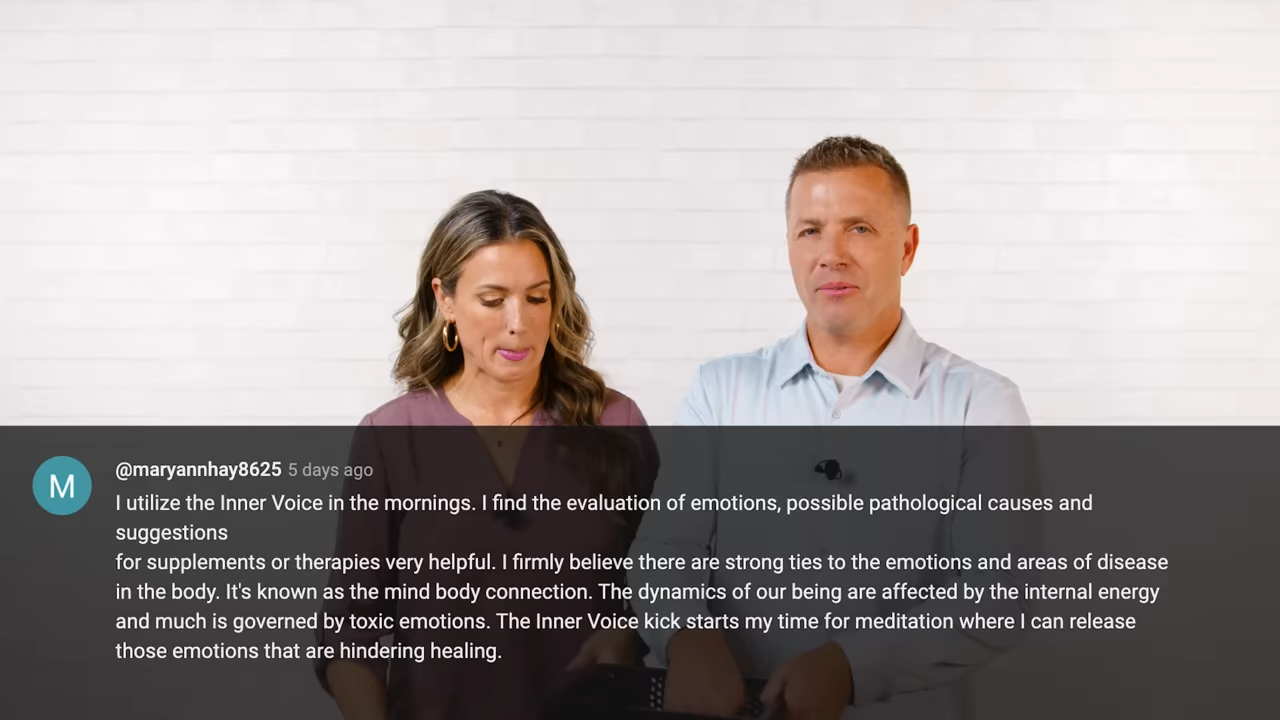 M
@maryannhay8625 5 days ago
I utilize the Inner Voice in the mornings. I find the evaluation of emotions, possible pathological causes and
suggestions
for supplements or therapies very helpful. I firmly believe there are strong ties to the emotions and areas of disease
in the body. It's known as the mind body connection. The dynamics of our being are affected by the internal energy
and much is governed by toxic emotions. The Inner Voice kick starts my time for meditation where I can release
those emotions that are hindering healing.